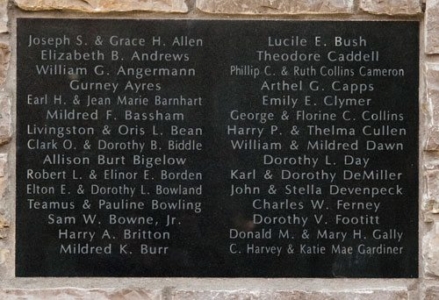 Joseph S. & Grace H. Allen
Elizabeth B. Andrews
William G. Angermann
Gurney Ayres
Earl H. & Jean Marie Barnhart
Mildred F. Bassham
Livingston & Oris L. Bean
Clark O. & Dorothy B. Biddle
Allison Burt Bigelow
Robert L. & Elinor E. Borden
Elton E. & Dorothy L. Bowland
Teamus & Pauline Bowling
Sam W. Bowne, Jr.
Harry A. Britton
Mildred K. Burr
Lucile E. Bush
Theodore Caddell
Phillip C. & Ruth Collins Cameron
Arthel G. Capps
Emily E. Clymer
George & Florine C. Collins
Harry P. & Thelma Cullen
William & Mildred Dawn
Dorothy L. Day
Karl & Dorothy DeMiller
John & Stella Devenpeck
Charles W. Ferney
Dorothy V. Footitt
Donald M. & Mary H. Gally
C. Harvey & Katie Mae Gardiner